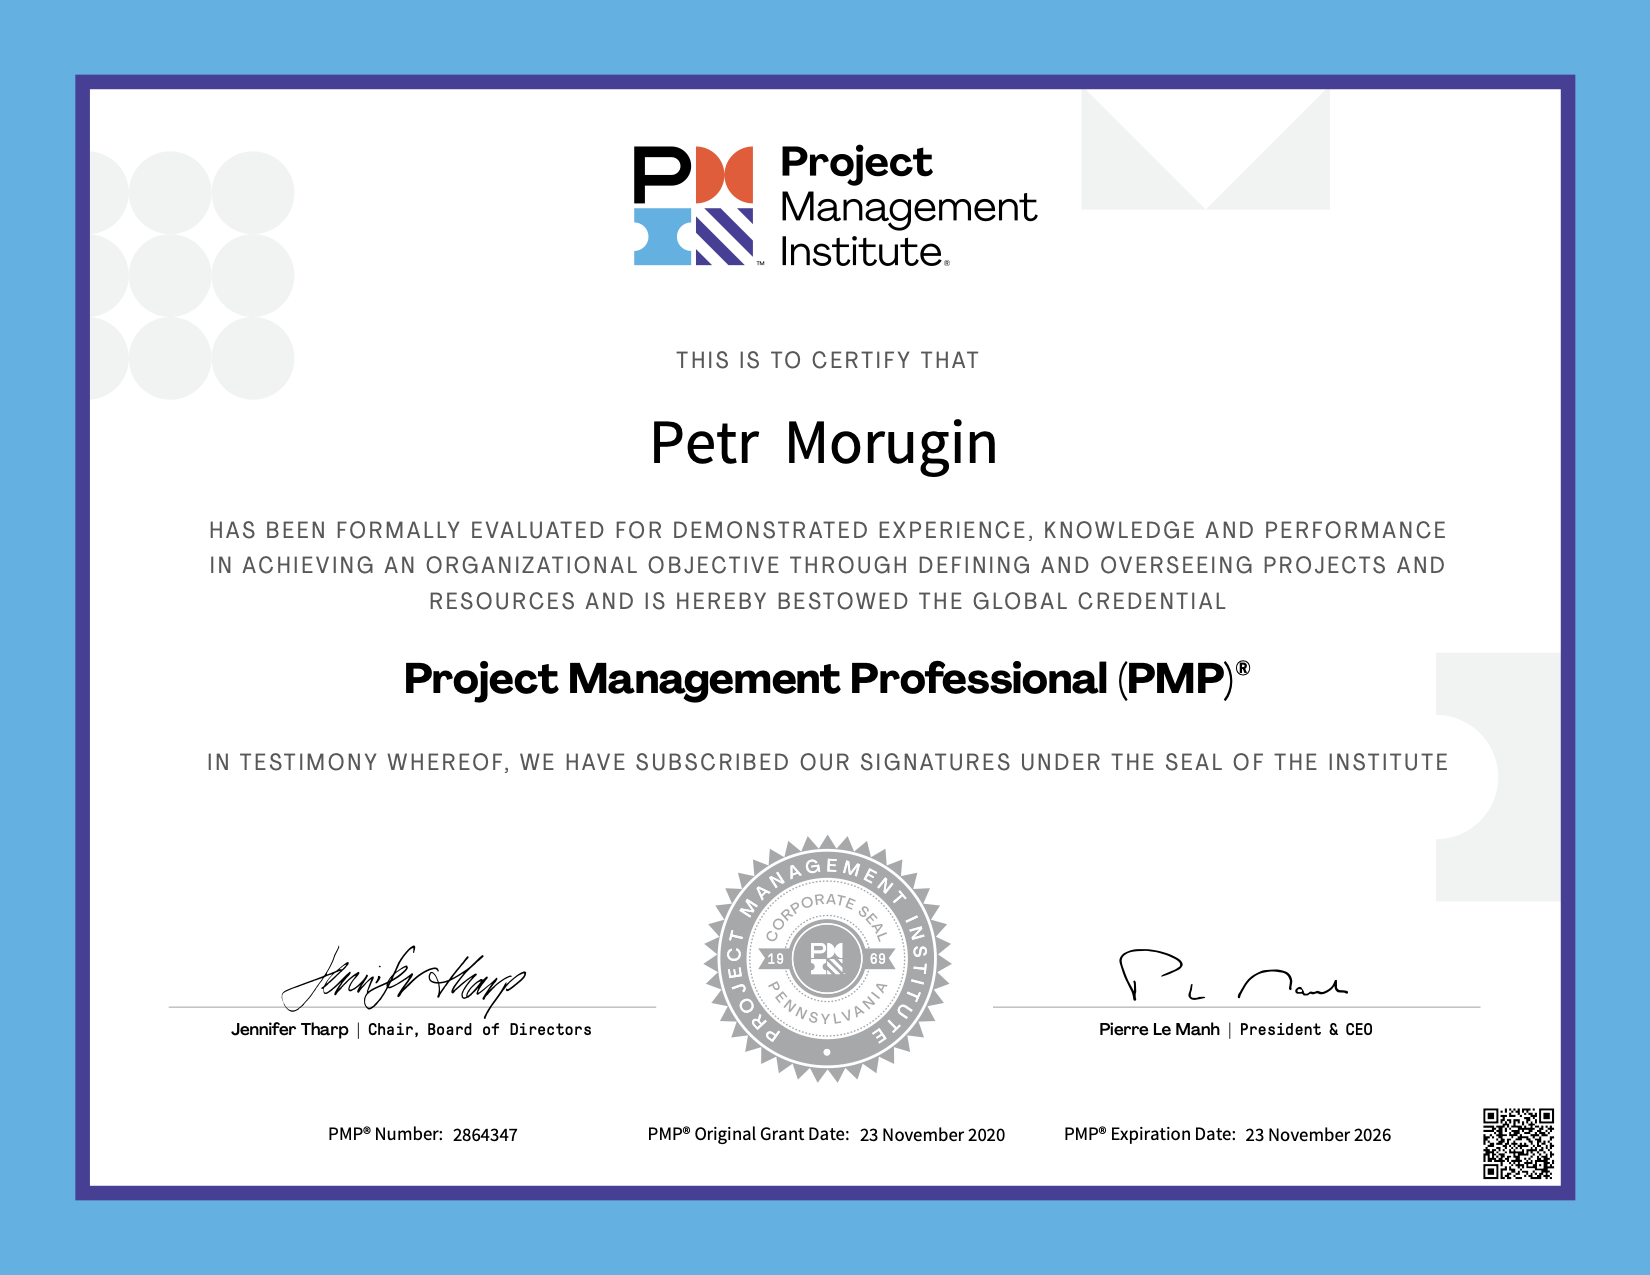 Project
Management
Institute®
™
THIS IS TO CERTIFY THAT
Petr Morugin
HAS BEEN FORMALLY EVALUATED FOR DEMONSTRATED EXPERIENCE, KNOWLEDGE AND PERFORMANCE
IN ACHIEVING AN ORGANIZATIONAL OBJECTIVE THROUGH DEFINING AND OVERSEEING PROJECTS AND
RESOURCES AND IS HEREBY BESTOWED THE GLOBAL CREDENTIAL
Project Management Professional (PMP)®
IN TESTIMONY WHEREOF, WE HAVE SUBSCRIBED OUR SIGNATURES UNDER THE SEAL OF THE INSTITUTE
Jennifer Tharp
Jennifer Tharp | Chair, Board of Directors
PROJECT MANAGEMENT INSTITUTE
CORPORATE SEAL
19 PM 69
PENNSYLVANIA
P L Manh
Pierre Le Manh | President & CEO
PMP® Number: 2864347
PMP® Original Grant Date: 23 November 2020
PMP® Expiration Date: 23 November 2026